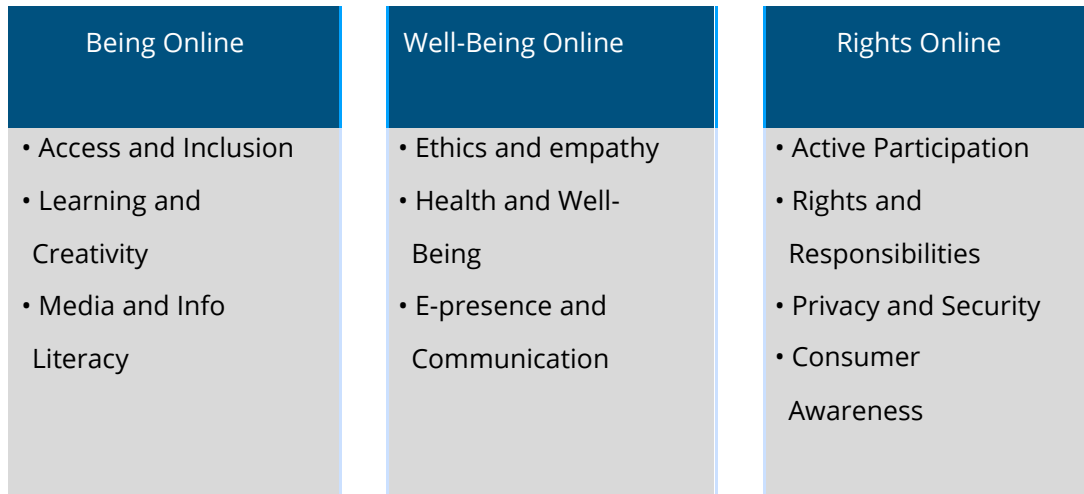 Being Online
• Access and Inclusion
• Learning and
Creativity
• Media and Info
Literacy
Well-Being Online
• Ethics and empathy
• Health and Well-
Being
• E-presence and
Communication
Rights Online
• Active Participation
• Rights and
Responsibilities
• Privacy and Security
• Consumer
Awareness